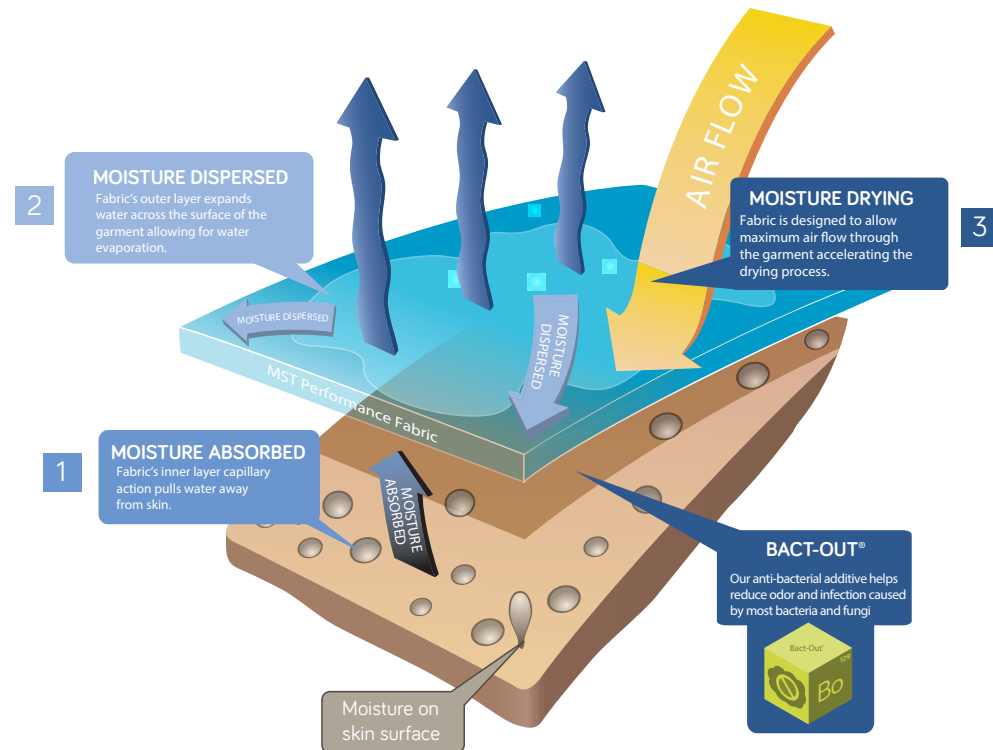 AIR FLOW
2
MOISTURE DISPERSED
Fabric's outer layer expands
water across the surface of the
garment allowing for water
evaporation.
MOISTURE DRYING
Fabric is designed to allow
maximum air flow through
the garment accelerating the
drying process.
3
MOISTURE DISPERSED
MOISTURE
DISPERSED
MST Performance Fabric
1
MOISTURE ABSORBED
Fabric's inner layer capillary
action pulls water away
from skin.
MOISTURE
ABSORBED
BACT-OUT®
Our anti-bacterial additive helps
reduce odor and infection caused
by most bacteria and fungi
Bact-Out
129
Bo
Moisture on
skin surface